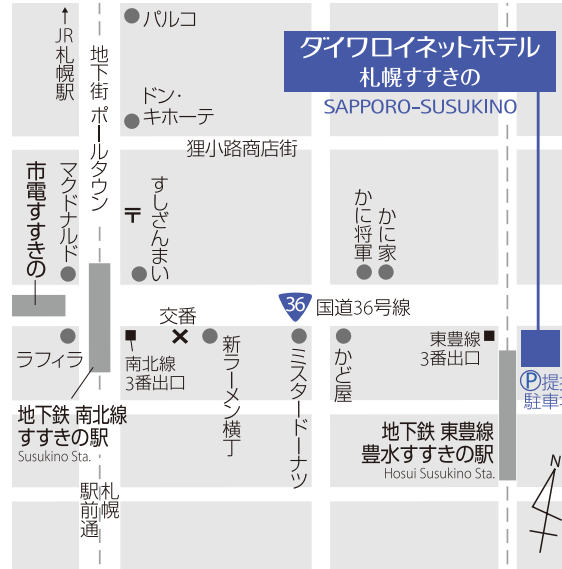 ↑
JR
札幌駅
地下街 ポールタウン
パルコ
ドン・
キホーテ
ダイワロイネットホテル
札幌すすきの
SAPPORO-SUSUKINO
狸小路商店街
市電すすきの
マクドナルド
〒
すしざんまい
かに将軍
かに家
交番
36
国道36号線
ラフィラ
南北線
3番出口
新ラーメン横丁
ミスタードーナツ
かど屋
東豊線
3番出口
P提携
駐車場
地下鉄 南北線
すすきの駅
Susukino Sta.
地下鉄 東豊線
豊水すすきの駅
Hosui Susukino Sta.
札幌
駅前通
N